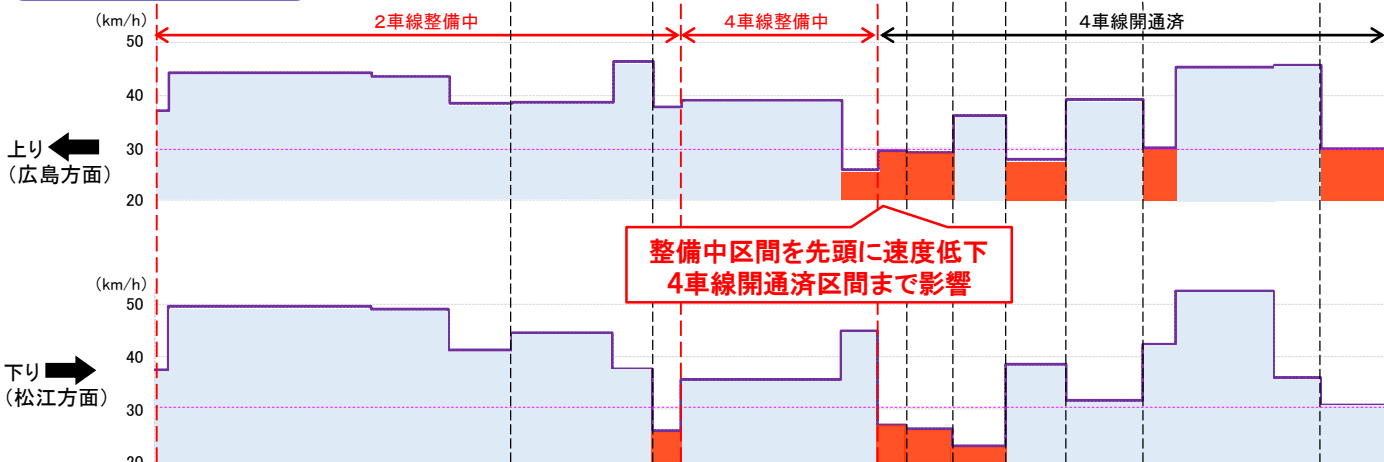 (km/h)
2車線整備中
4車線整備中
4車線開通済
50
40
30
20
上り
(広島方面)
整備中区間を先頭に速度低下
4車線開通済区間まで影響
(km/h)
50
40
30
20
下り
(松江方面)